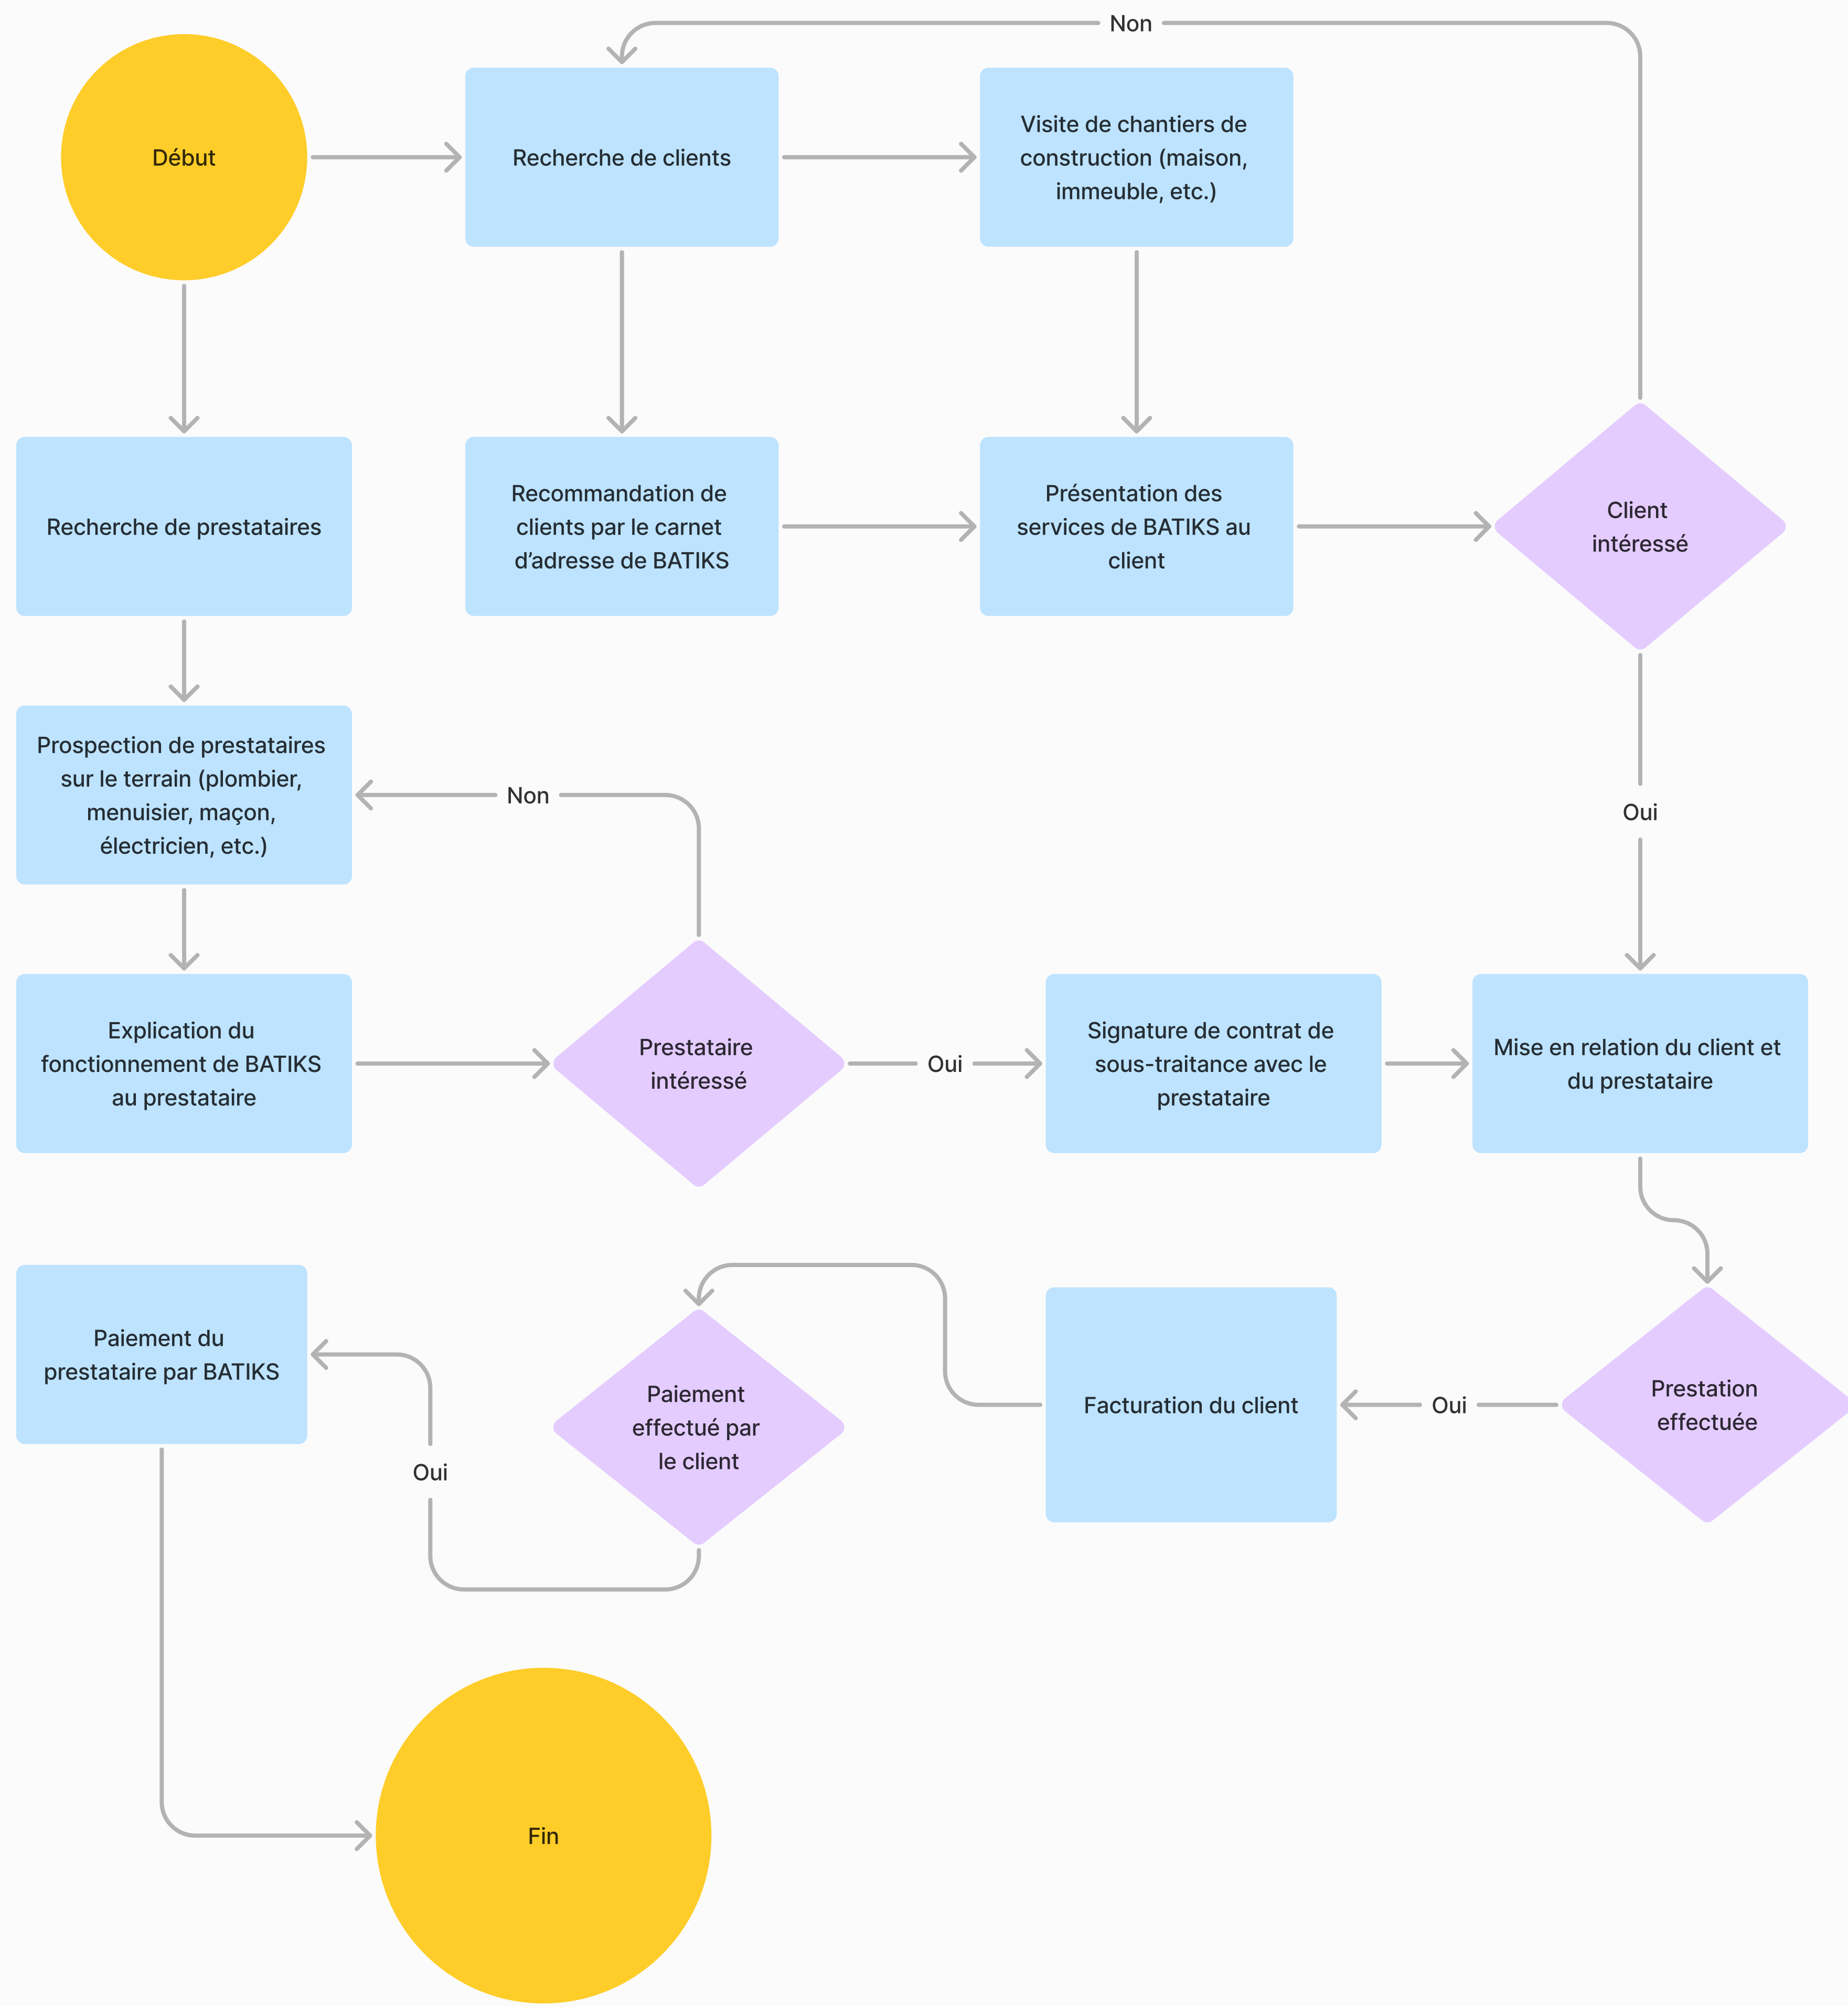 Non
Début
Recherche de clients
Visite de chantiers de
construction (maison,
immeuble, etc.)
Recherche de prestataires
Recommandation de
clients par le carnet
d’adresse de BATIKS
Présentation des
services de BATIKS au
client
Client
intéressé
Prospection de prestataires
sur le terrain (plombier,
menuisier, maçon,
électricien, etc.)
Non
Oui
Explication du
fonctionnement de BATIKS
au prestataire
Prestataire
intéressé
Oui
Signature de contrat de
sous-traitance avec le
prestataire
Mise en relation du client et
du prestataire
Paiement du
prestataire par BATIKS
Oui
Paiement
effectué par
le client
Facturation du client
Oui
Prestation
effectuée
Fin